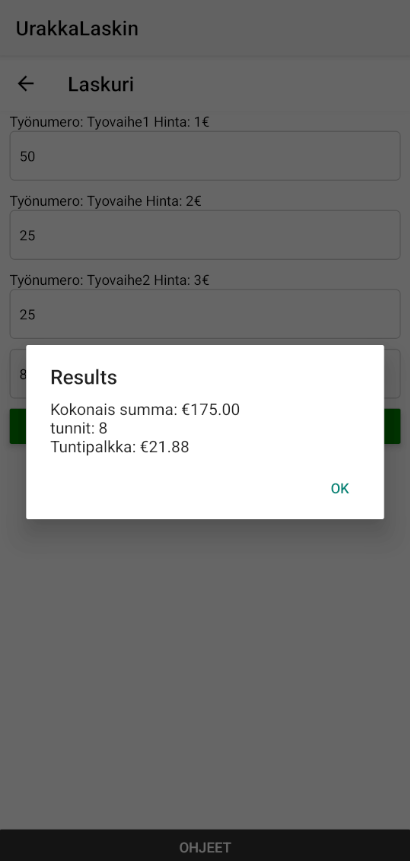 UrakkaLaskin
Laskuri
Työnumero: Tyovaihe1 Hinta: 1€
50
Työnumero: Tyovaihe Hinta: 2€
25
Työnumero: Tyovaihe2 Hinta: 3€
25
8
Results
Kokonais summa: €175.00
tunnit: 8
Tuntipalkka: €21.88
OK
OHJEET